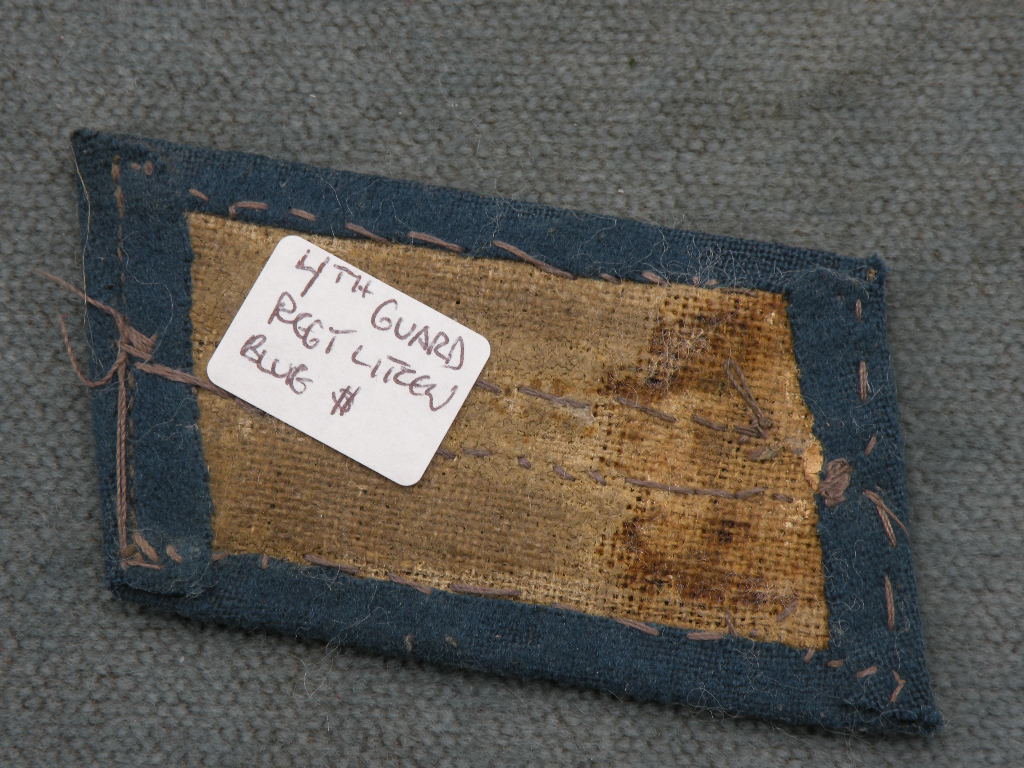 4TH GUARD
REGT LITZEN
BLUE $